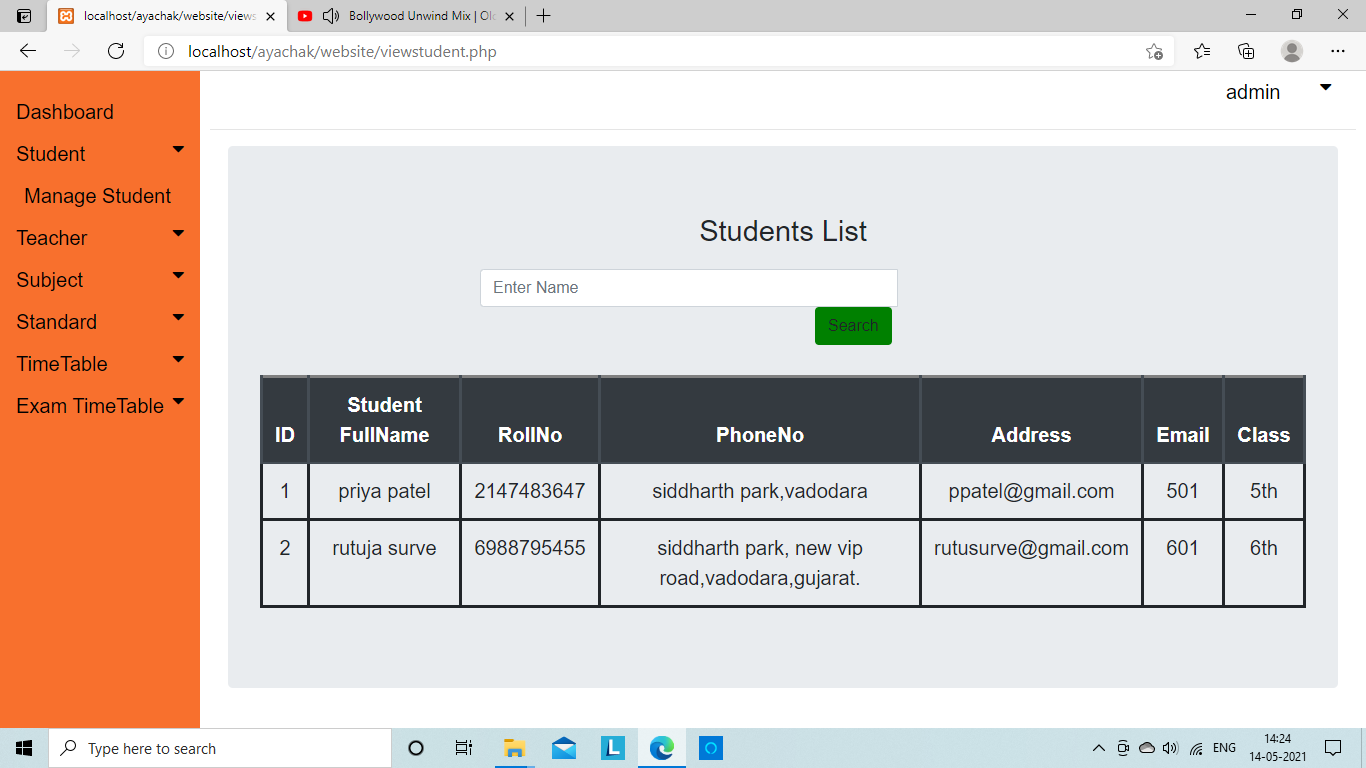 localhost/ayachak/website/views
Bollywood Unwind Mix | Ol
localhost/ayachak/website/viewstudent.php
admin
Dashboard
Student
Manage Student
Teacher
Subject
Standard
TimeTable
Exam TimeTable
Students List
Enter Name
Search
ID Student FullName RollNo PhoneNo Address Email Class
1 priya patel 2147483647 siddharth park,vadodara ppatel@gmail.com 501 5th
2 rutuja surve 6988795455 siddharth park, new vip rutusurve@gmail.com 601 6th
road,vadodara,gujarat.
Type here to search
L
ENG
14:24
14-05-2021